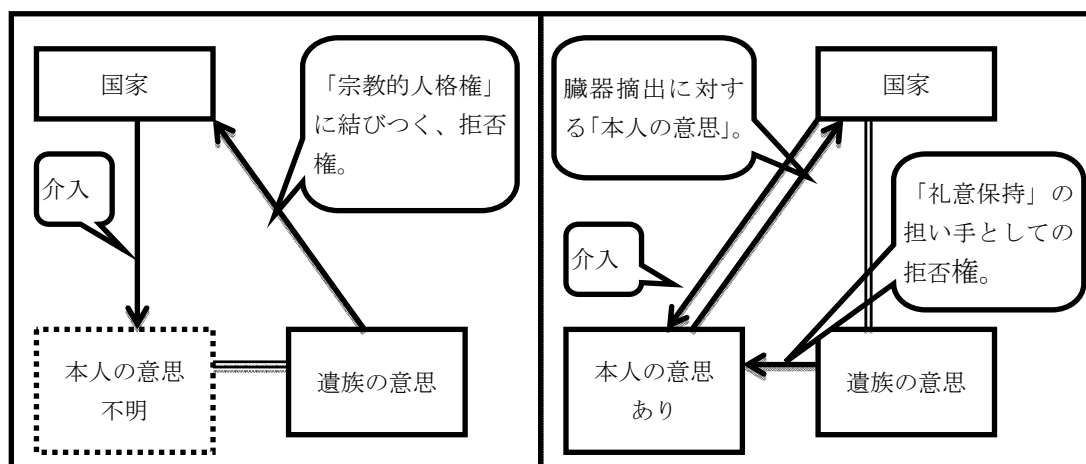 国家
「宗教的人格権」
に結びつく、拒否
権。
介入
本人の意思
不明
遺族の意思
国家
臓器摘出に対す
る「本人の意思」。
介入
「礼意保持」の
担い手としての
拒否権。
本人の意思
あり
遺族の意思